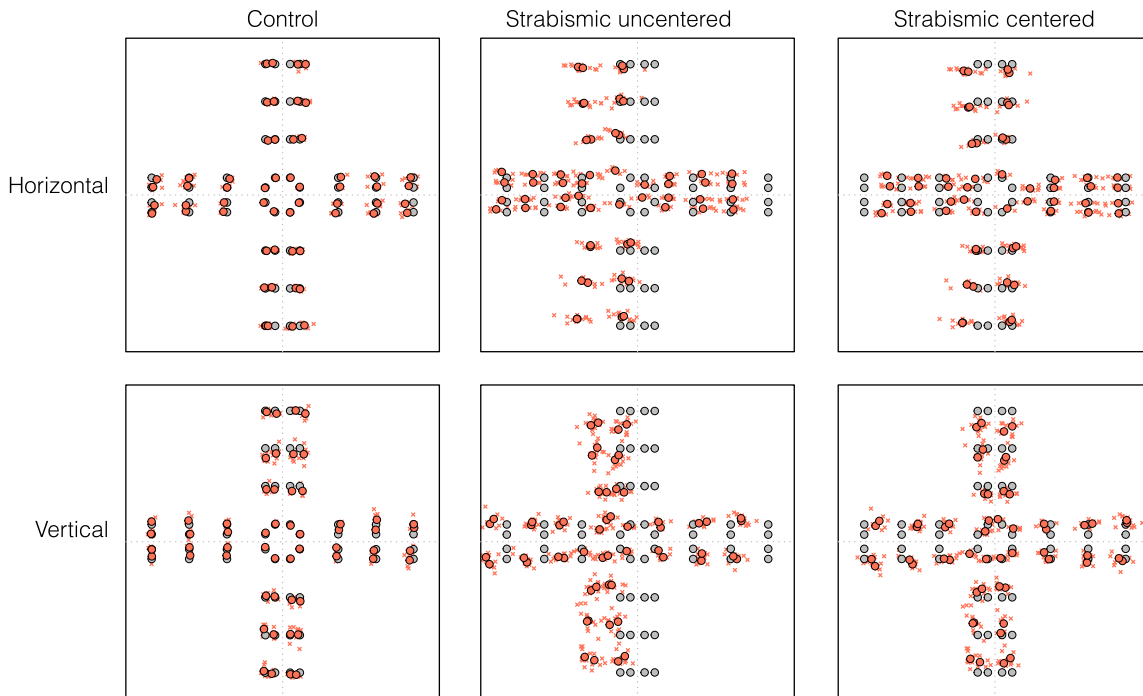 Control
Strabismic uncentered
Strabismic centered
Horizontal
Vertical